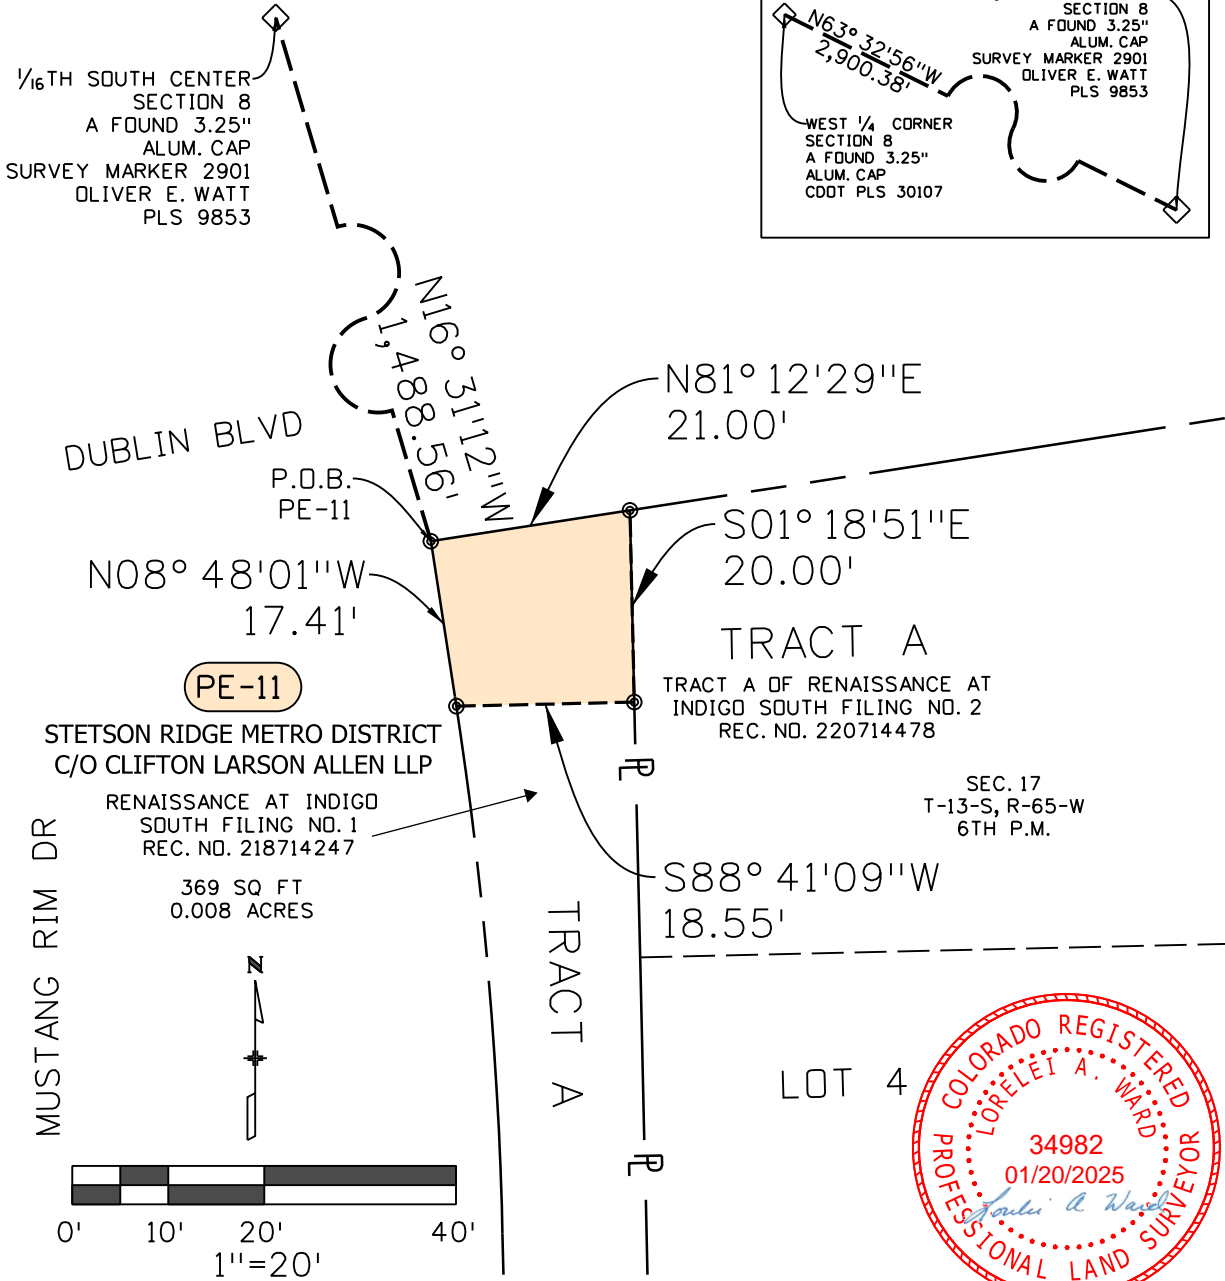 1/16TH SOUTH CENTER
SECTION 8
A FOUND 3.25"
ALUM. CAP
SURVEY MARKER 2901
OLIVER E. WATT
PLS 9853
SECTION 8
A FOUND 3.25"
ALUM. CAP
SURVEY MARKER 2901
OLIVER E. WATT
PLS 9853
N63° 32'56"W
2,900.38'
WEST 1/4 CORNER
SECTION 8
A FOUND 3.25"
ALUM. CAP
CDOT PLS 30107
N16° 31'12"W
1,488.56'
N81° 12'29"E
21.00'
DUBLIN BLVD
P.O.B.
PE-11
S01° 18'51"E
20.00'
N08° 48'01"W
17.41'
TRACT A
TRACT A OF RENAISSANCE AT
INDIGO SOUTH FILING NO. 2
REC. NO. 220714478
PE-11
STETSON RIDGE METRO DISTRICT
C/O CLIFTON LARSON ALLEN LLP
RENAISSANCE AT INDIGO
SOUTH FILING NO. 1
REC. NO. 218714247
369 SQ FT
0.008 ACRES
PL
SEC. 17
T-13-S, R-65-W
6TH P.M.
S88° 41'09"W
18.55'
MUSTANG RIM DR
TRACT A
N
LOT 4
PL
COLORADO REGISTERED
LORELEI A. WARD
34982
01/20/2025
Lorelei A Ward
PROFESSIONAL LAND SURVEYOR
0' 10' 20' 40'
1"=20'